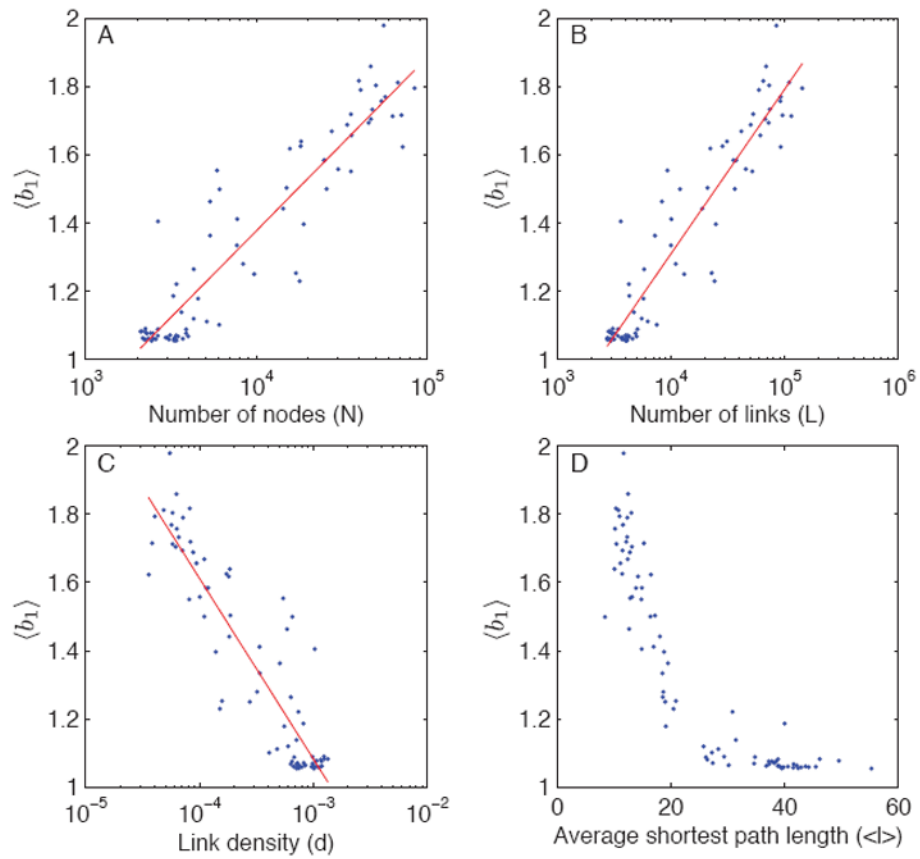 A
⟨b₁⟩
2
1.8
1.6
1.4
1.2
1
10³ 10⁴ 10⁵
Number of nodes (N)
B
⟨b₁⟩
2
1.8
1.6
1.4
1.2
1
10³ 10⁴ 10⁵ 10⁶
Number of links (L)
C
⟨b₁⟩
2
1.8
1.6
1.4
1.2
1
10⁻⁵ 10⁻⁴ 10⁻³ 10⁻²
Link density (d)
D
⟨b₁⟩
2
1.8
1.6
1.4
1.2
1
0 20 40 60
Average shortest path length (<l>)